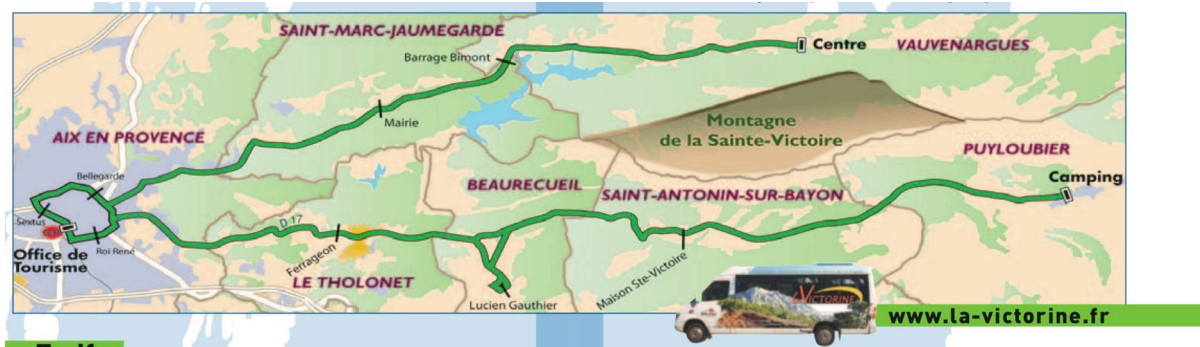 SAINT-MARC-JAUMEGARDE
Barrage Bimont
Centre
VAUVENARGUES
Mairie
AIX EN PROVENCE
Montagne
de la Sainte-Victoire
PUYLOUBIER
Bellegarde
BEAURECUEIL
SAINT-ANTONIN-SUR-BAYON
Camping
Sextus
D 17
Roi René
Office de
Tourisme
Ferrageon
LE THOLONET
Lucien Gauthier
Maison Ste-Victoire
VICTORINE
www.la-victorine.fr